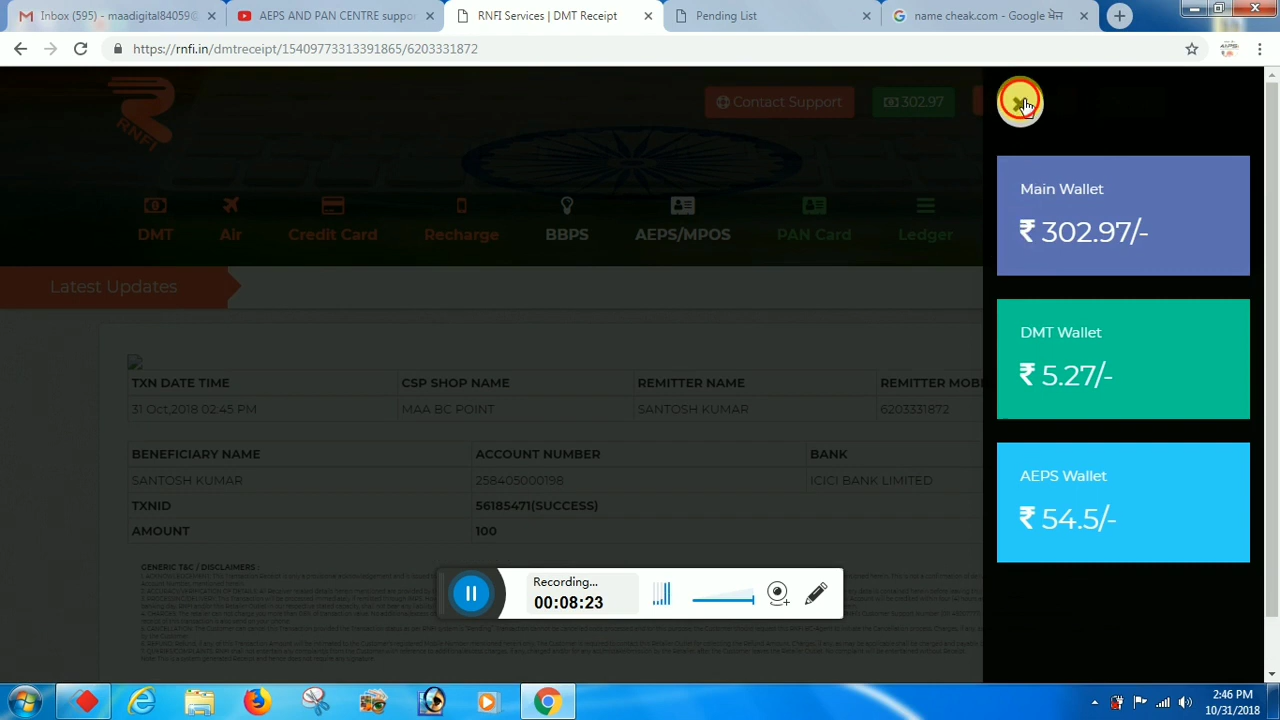 Inbox (595) - maadigital84059@
AEPS AND PAN CENTRE suppo
RNFI Services | DMT Receipt
Pending List
name cheak.com - Google सेल
https://rnfi.in/dmtreceipt/15409773313391865/6203331872
RNFI
Contact Support
302.97
DMT
Air
Credit Card
Recharge
BBPS
AEPS/MPOS
PAN Card
Ledger
Latest Updates
Main Wallet
₹ 302.97/-
DMT Wallet
₹ 5.27/-
AEPS Wallet
₹ 54.5/-
TXN DATE TIME
CSP SHOP NAME
REMITTER NAME
REMITTER MOB
31 Oct,2018 02.45 PM
MAA BC POINT
SANTOSH KUMAR
6203331872
BENEFICIARY NAME
ACCOUNT NUMBER
BANK
SANTOSH KUMAR
258405000198
ICICI BANK LIMITED
TXNID
56185471(SUCCESS)
AMOUNT
100
GENERIC T&C / DISCLAIMERS :
Recording...
00:08:23
2:46 PM
10/31/2018